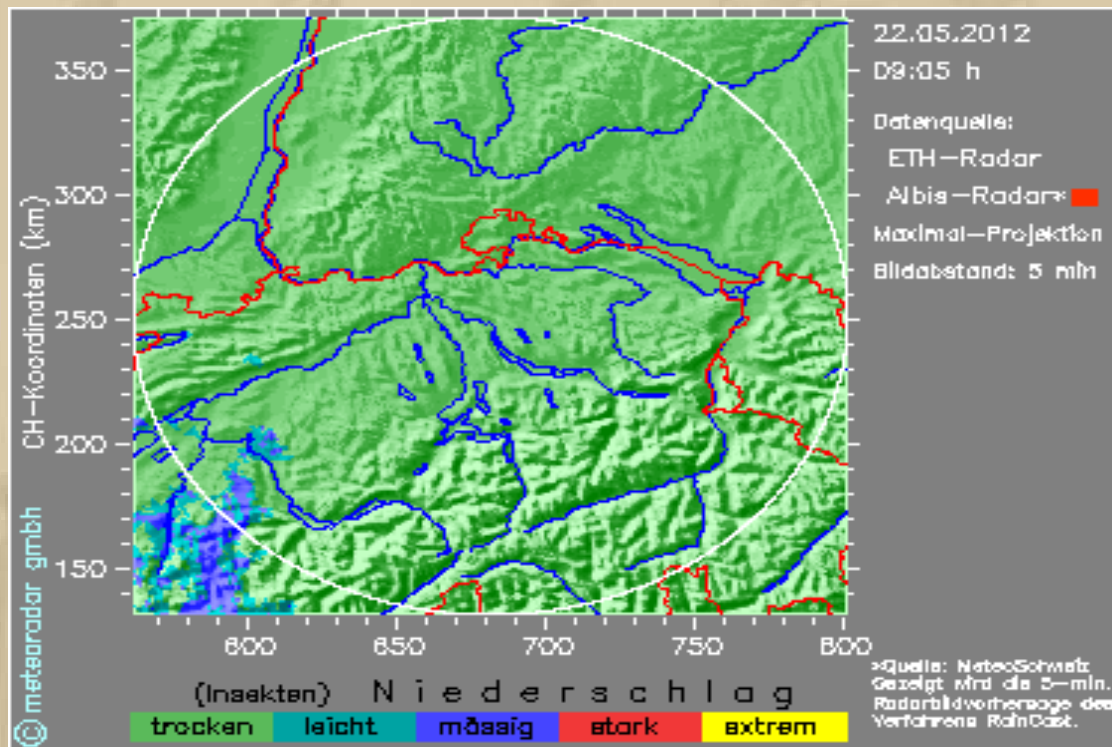 22.05.2012
09:05 h
Datenquelle:
ETH-Radar
Albis-Radar*
Maximal-Projektion
Bildabstand: 5 min
CH-Koordinaten (km)
350
300
250
200
150
600
650
700
750
800
© meteoradar gmbh
(Insekten) Niederschlag
trocken leicht mässig stark extrem
*Quelle: MeteoSchweiz
Gezeigt wird die 5-min.
Radarbildvorhersage des
Verfahrens RainCast.